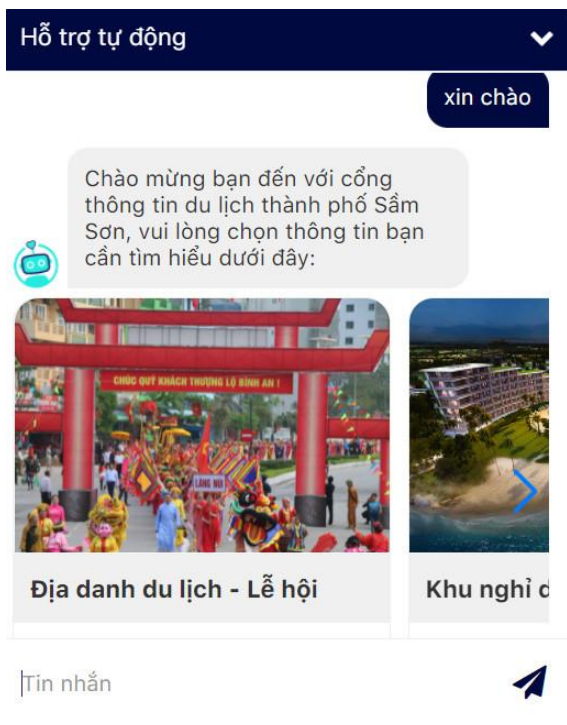 Hỗ trợ tự động
xin chào
Chào mừng bạn đến với cổng
thông tin du lịch thành phố Sầm
Sơn, vui lòng chọn thông tin bạn
cần tìm hiểu dưới đây:
CHÚC QUÝ KHÁCH THƯỢNG LỘ BÌNH AN !
LÀNG NÚI
Địa danh du lịch - Lễ hội
Khu nghỉ d
Tin nhắn